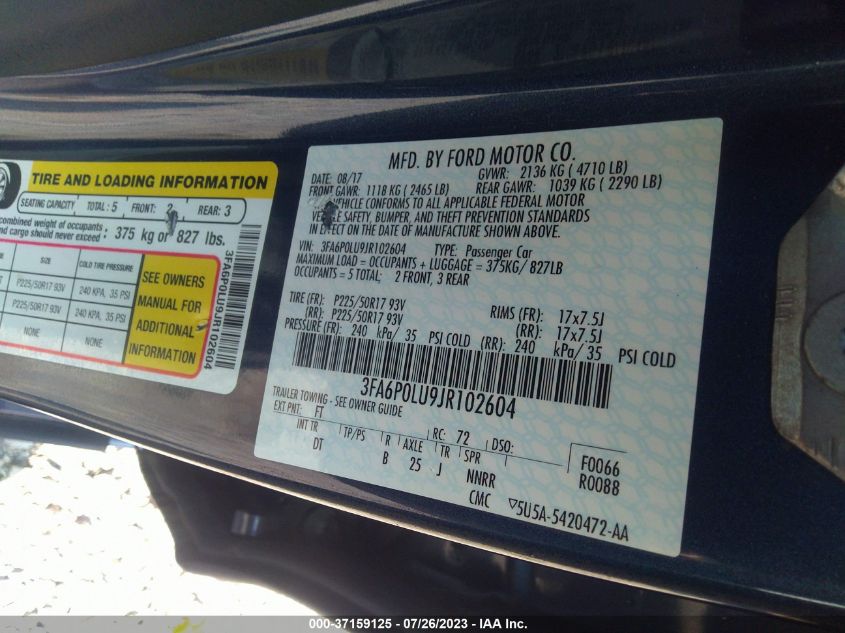 TIRE AND LOADING INFORMATION
SEATING CAPACITY TOTAL : 5 FRONT: 2 REAR: 3
combined weight of occupants
and cargo should never exceed : 375 kg or 827 lbs.
SIZE COLD TIRE PRESSURE
P225/50R17 93V 240 KPA, 35 PSI
P225/50R17 93V 240 KPA, 35 PSI
NONE NONE
SEE OWNERS
MANUAL FOR
ADDITIONAL
INFORMATION
3FA6P0LU9JR102604
MFD. BY FORD MOTOR CO.
DATE: 08/17 GVWR: 2136 KG ( 4710 LB)
FRONT GAWR: 1118 KG ( 2465 LB) REAR GAWR: 1039 KG ( 2290 LB)
VEHICLE CONFORMS TO ALL APPLICABLE FEDERAL MOTOR
VEHICLE SAFETY, BUMPER, AND THEFT PREVENTION STANDARDS
IN EFFECT ON THE DATE OF MANUFACTURE SHOWN ABOVE.
VIN: 3FA6P0LU9JR102604 TYPE: Passenger Car
MAXIMUM LOAD = OCCUPANTS + LUGGAGE = 375KG/ 827LB
OCCUPANTS = 5 TOTAL; 2 FRONT, 3 REAR
TIRE (FR): P225/50R17 93V RIMS (FR): 17x7.5J
(RR): P225/50R17 93V (RR): 17x7.5J
PRESSURE (FR): 240 kPa/ 35 PSI COLD (RR): 240 kPa/35 PSI COLD
3FA6P0LU9JR102604
TRAILER TOWING - SEE OWNER GUIDE
EXT PNT: FT RC: 72 DSO: F0066
INT TR TP/PS R AXLE TR SPR R0088
DT B 25 J NNRR
CMC ▽5U5A-5420472-AA
000-37159125 - 07/26/2023 - IAA Inc.